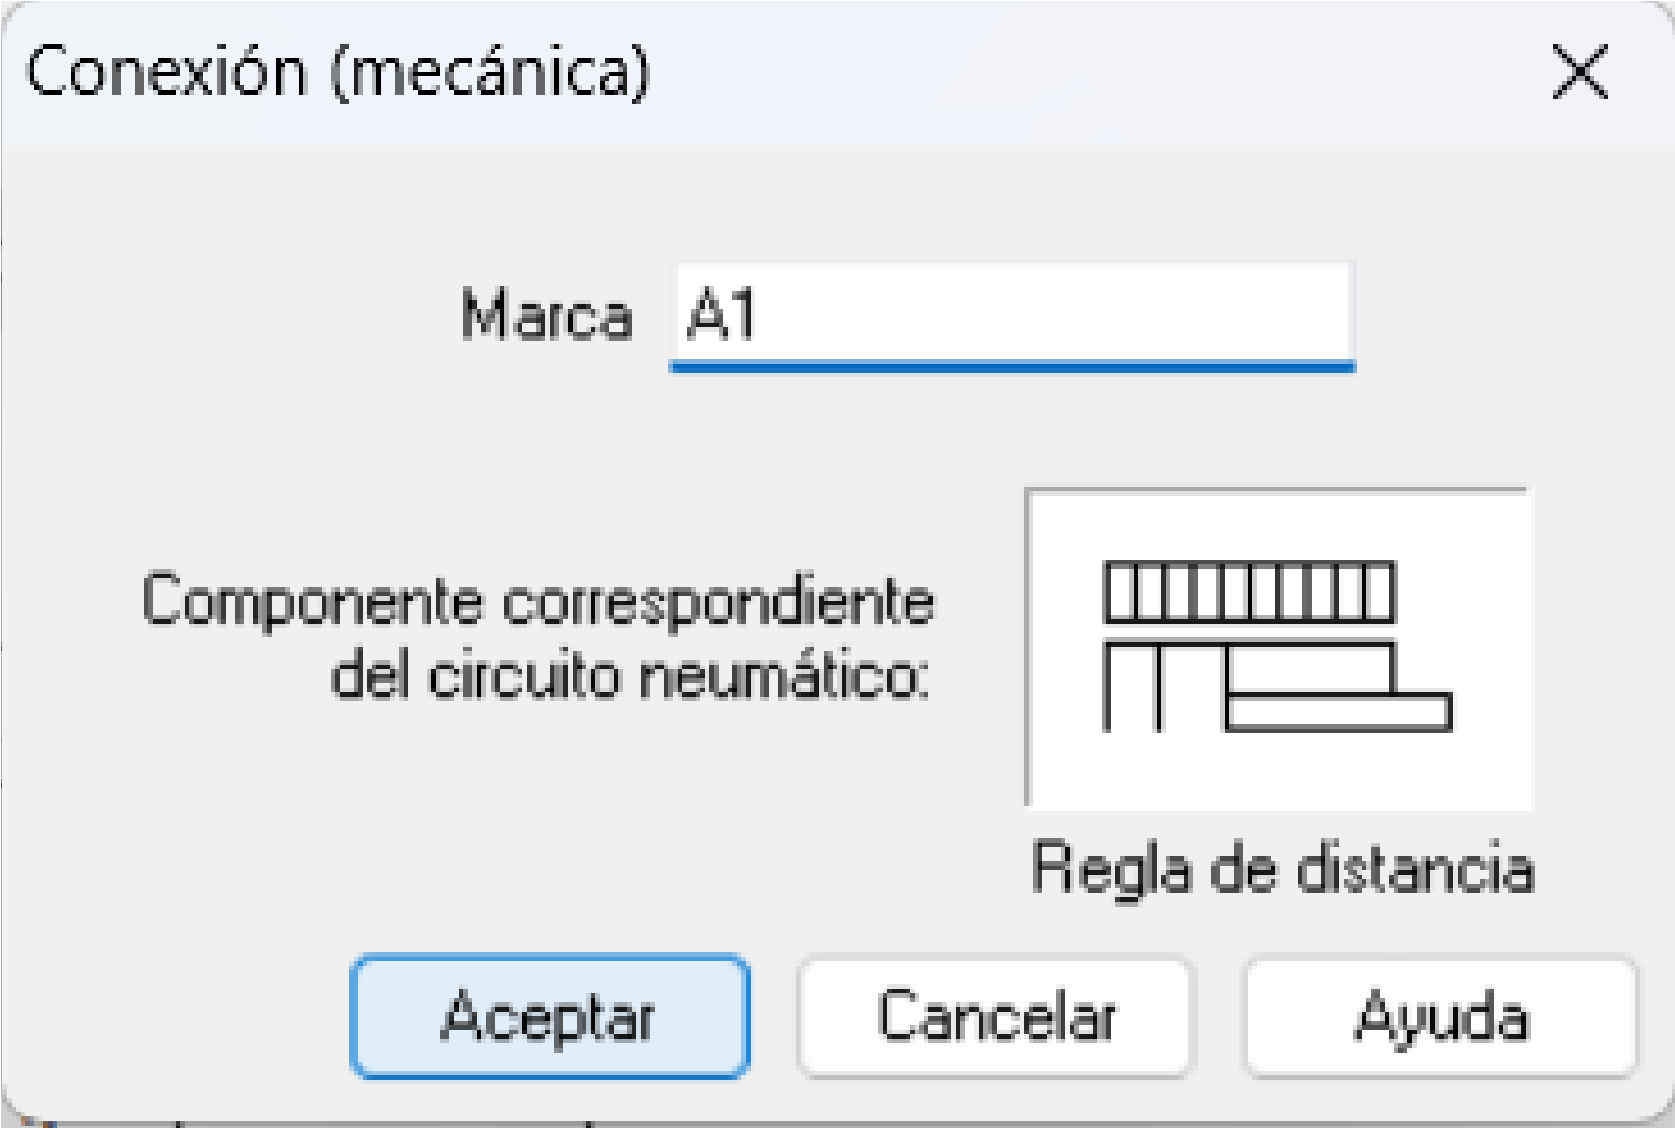 Conexión (mecánica)
Marca A1
Componente correspondiente
del circuito neumático:
Regla de distancia
Aceptar Cancelar Ayuda